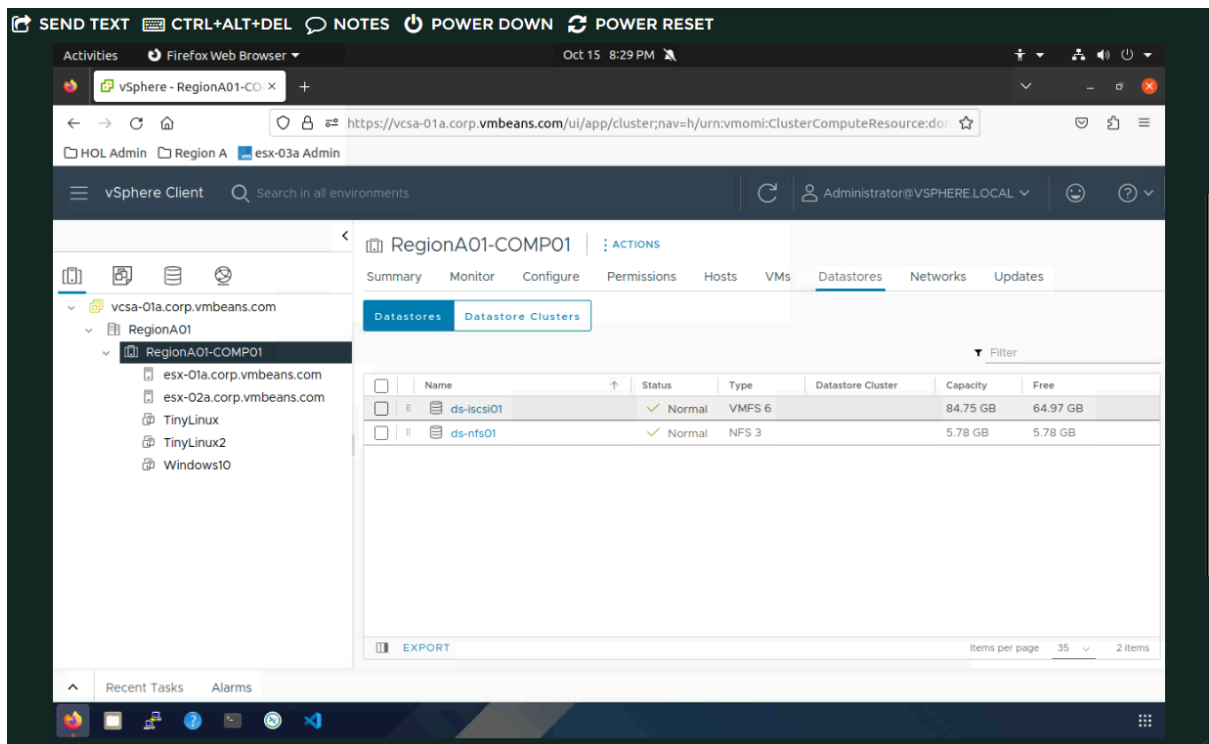 SEND TEXT CTRL+ALT+DEL NOTES POWER DOWN POWER RESET
Activities Firefox Web Browser Oct 15 8:29 PM
vSphere - RegionA01-CO
https://vcsa-01a.corp.vmbeans.com/ui/app/cluster;nav=h/urn:vmomi:ClusterComputeResource:don
HOL Admin Region A esx-03a Admin
vSphere Client Search in all environments Administrator@VSPHERE.LOCAL
RegionA01-COMP01 ACTIONS
Summary Monitor Configure Permissions Hosts VMs Datastores Networks Updates
vcsa-01a.corp.vmbeans.com
RegionA01
RegionA01-COMP01
esx-01a.corp.vmbeans.com
esx-02a.corp.vmbeans.com
TinyLinux
TinyLinux2
Windows10
Datastores Datastore Clusters
Filter
Name Status Type Datastore Cluster Capacity Free
ds-iscsi01 Normal VMFS 6 84.75 GB 64.97 GB
ds-nfs01 Normal NFS 3 5.78 GB 5.78 GB
EXPORT Items per page 35 2 items
Recent Tasks Alarms